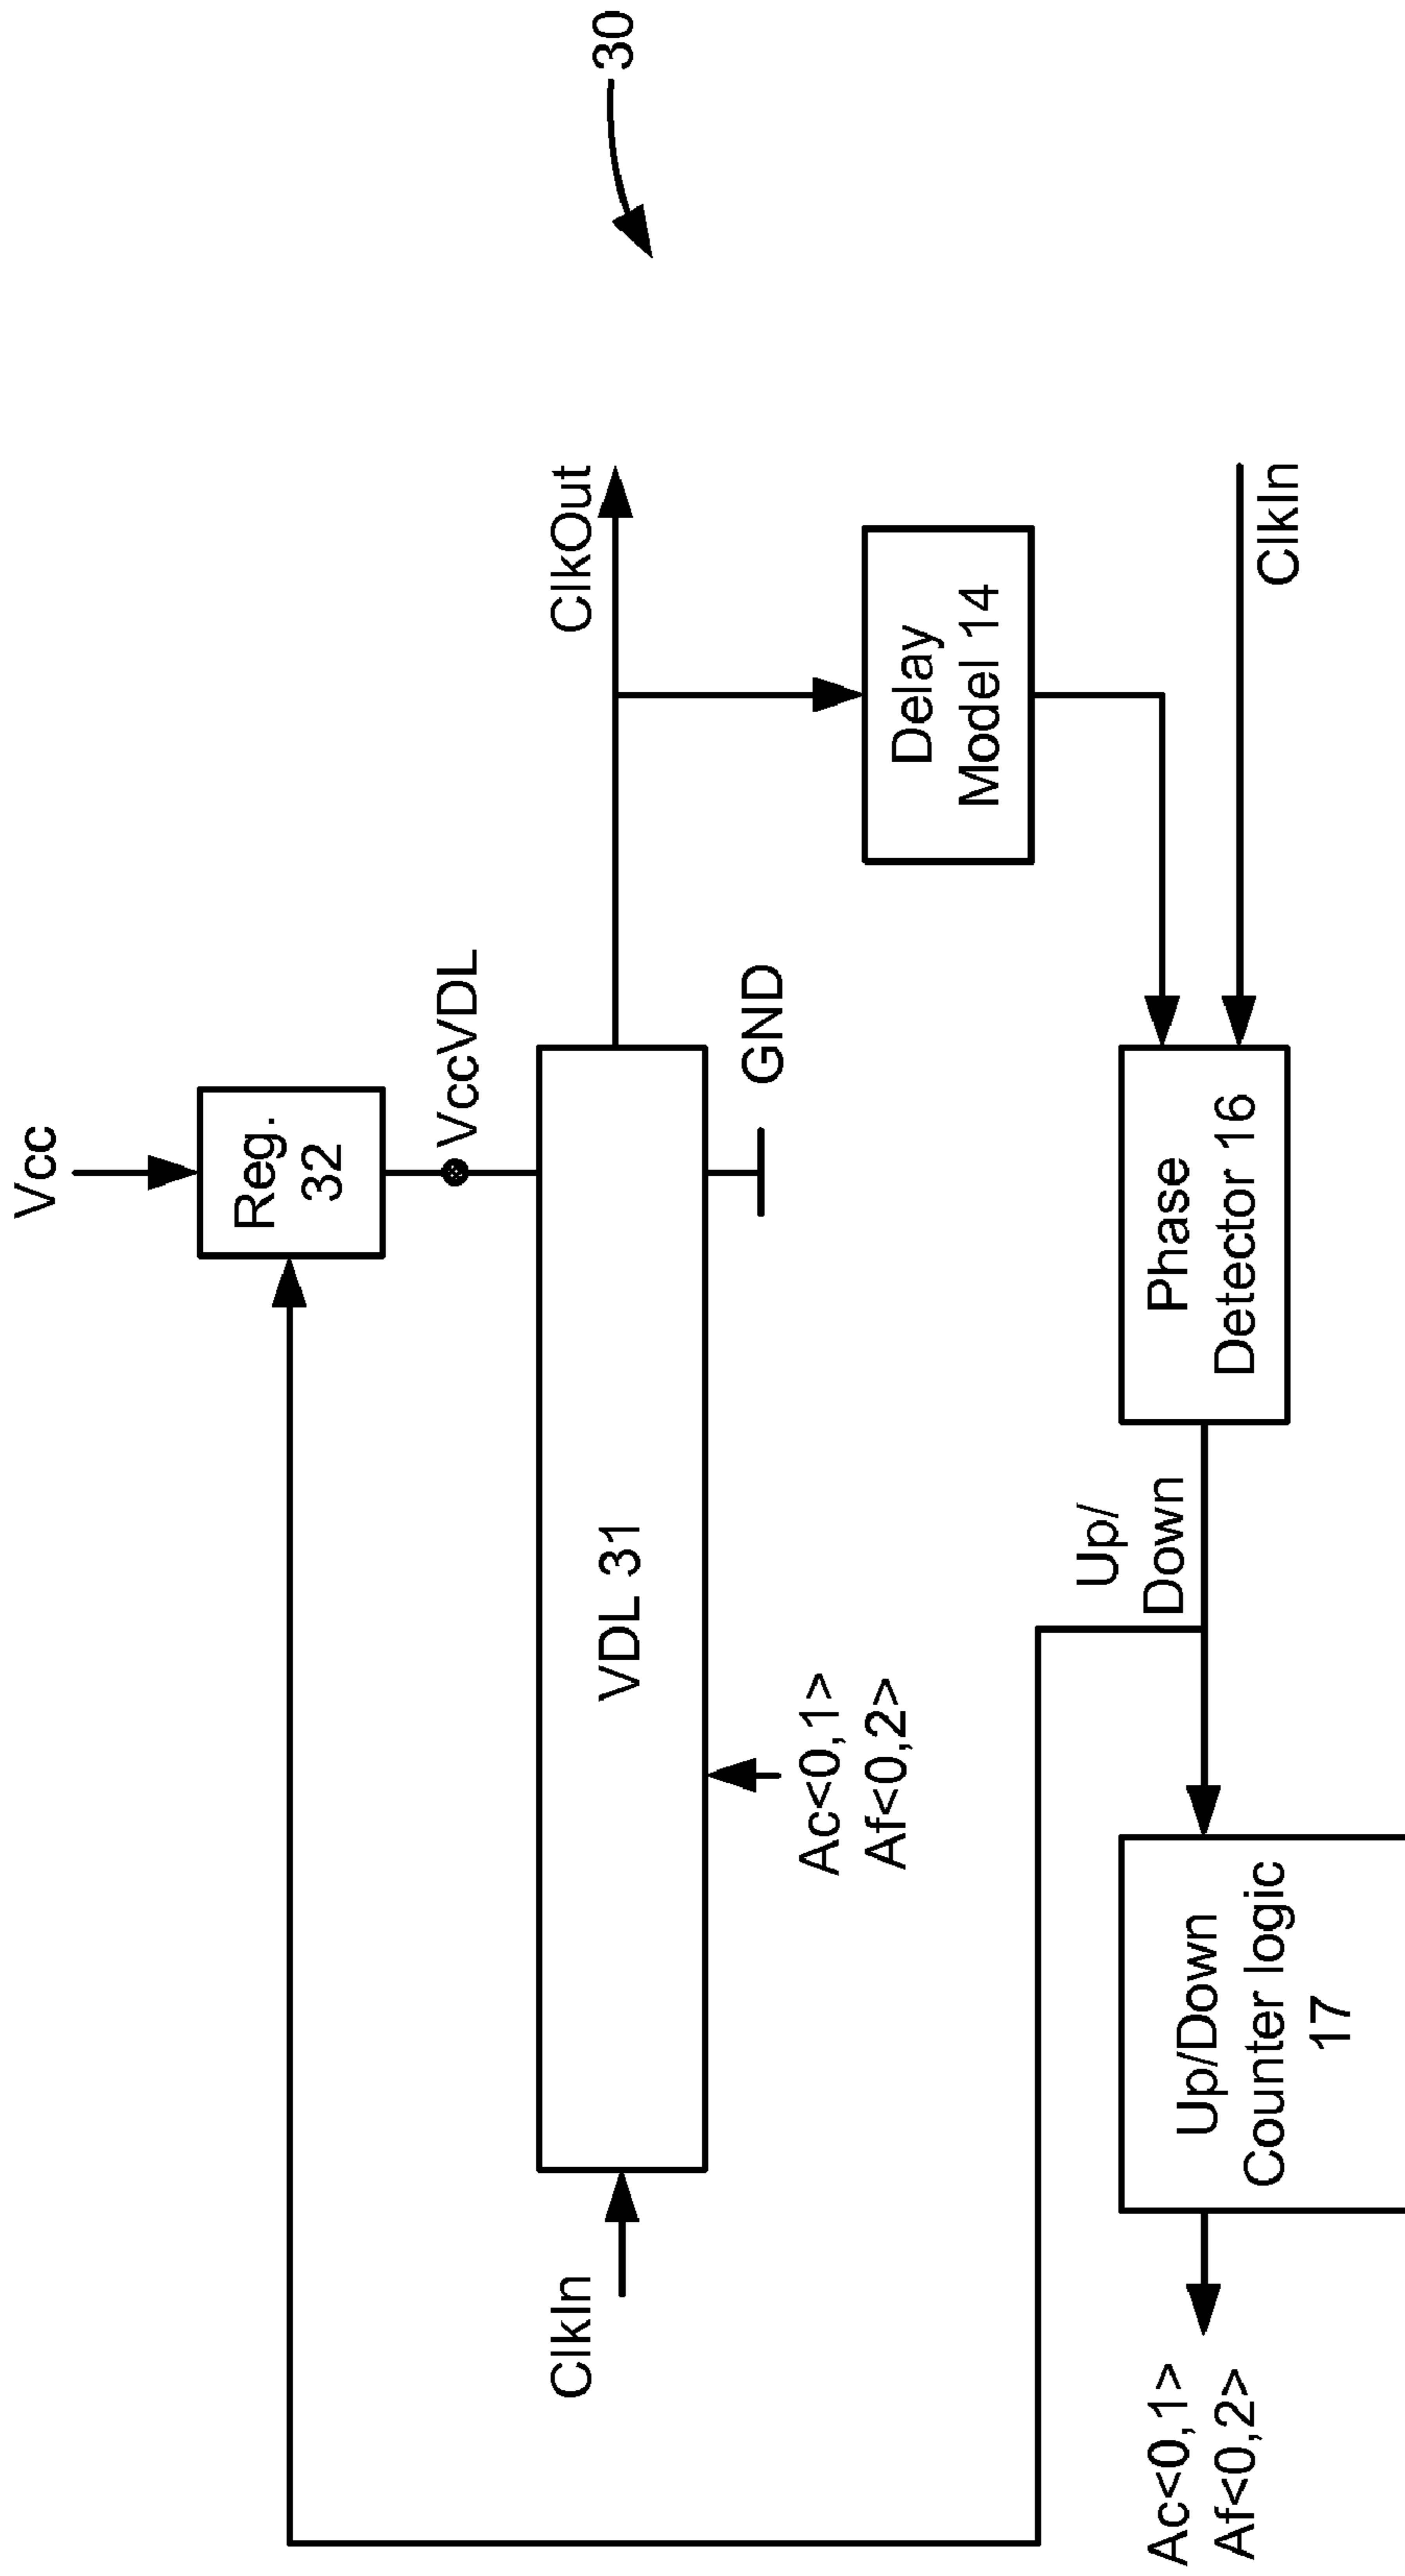 30
Vcc
Reg.
32
VccVDL
ClkIn
VDL 31
ClkOut
GND
Ac<0,1>
Af<0,2>
Delay
Model 14
Up/
Down
Ac<0,1>
Af<0,2>
Up/Down
Counter logic
17
Phase
Detector 16
ClkIn